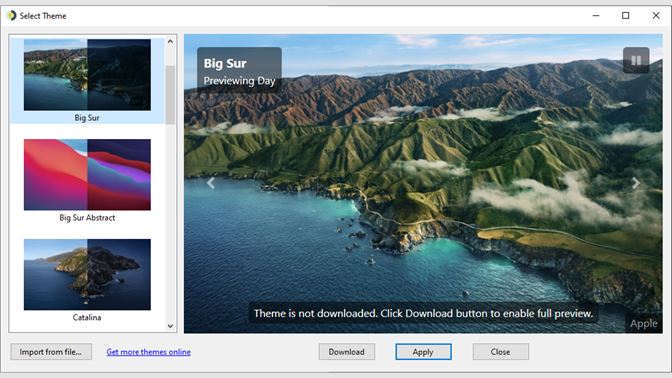 Select Theme
Big Sur
Big Sur Abstract
Catalina
Big Sur
Previewing Day
Theme is not downloaded. Click Download button to enable full preview.
Apple
Import from file...
Get more themes online
Download
Apply
Close